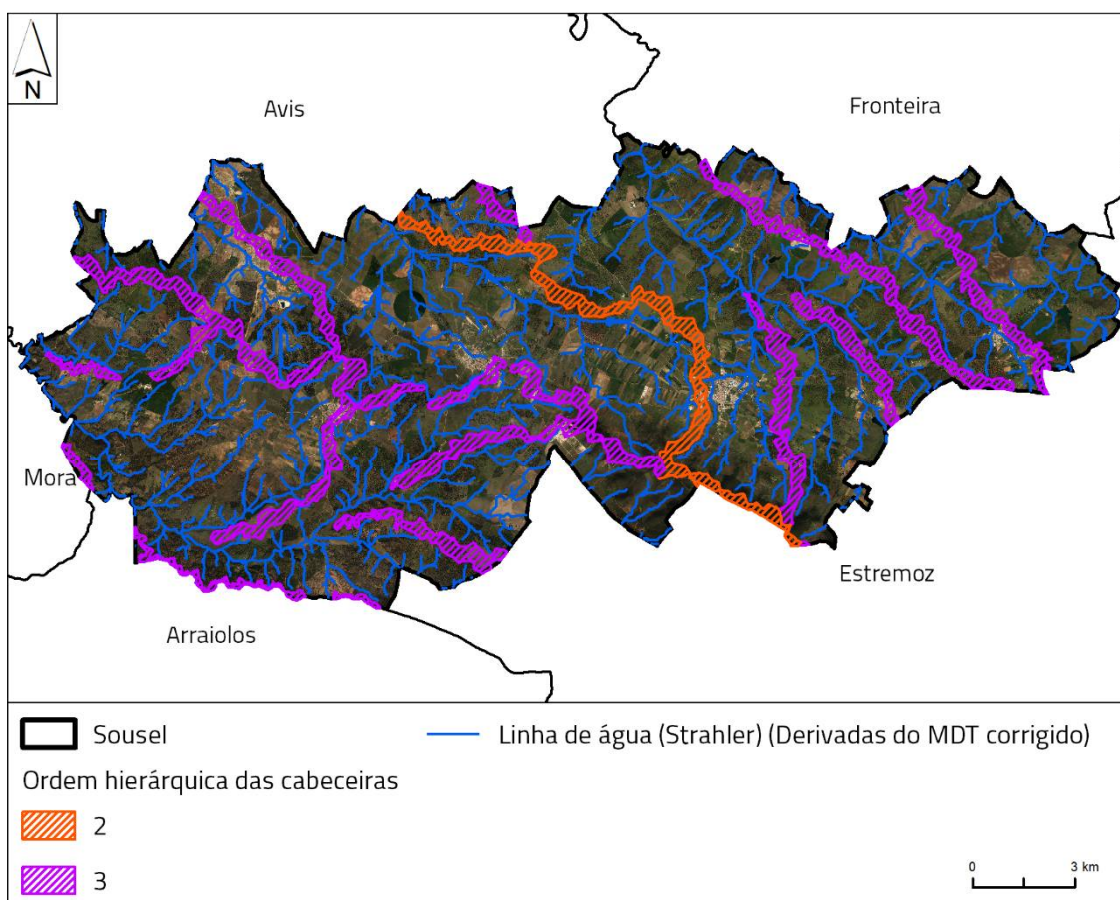 N
Avis
Fronteira
Mora
Estremoz
Arraiolos
Sousel
Linha de água (Strahler) (Derivadas do MDT corrigido)
Ordem hierárquica das cabeceiras
2
3
0
3 km